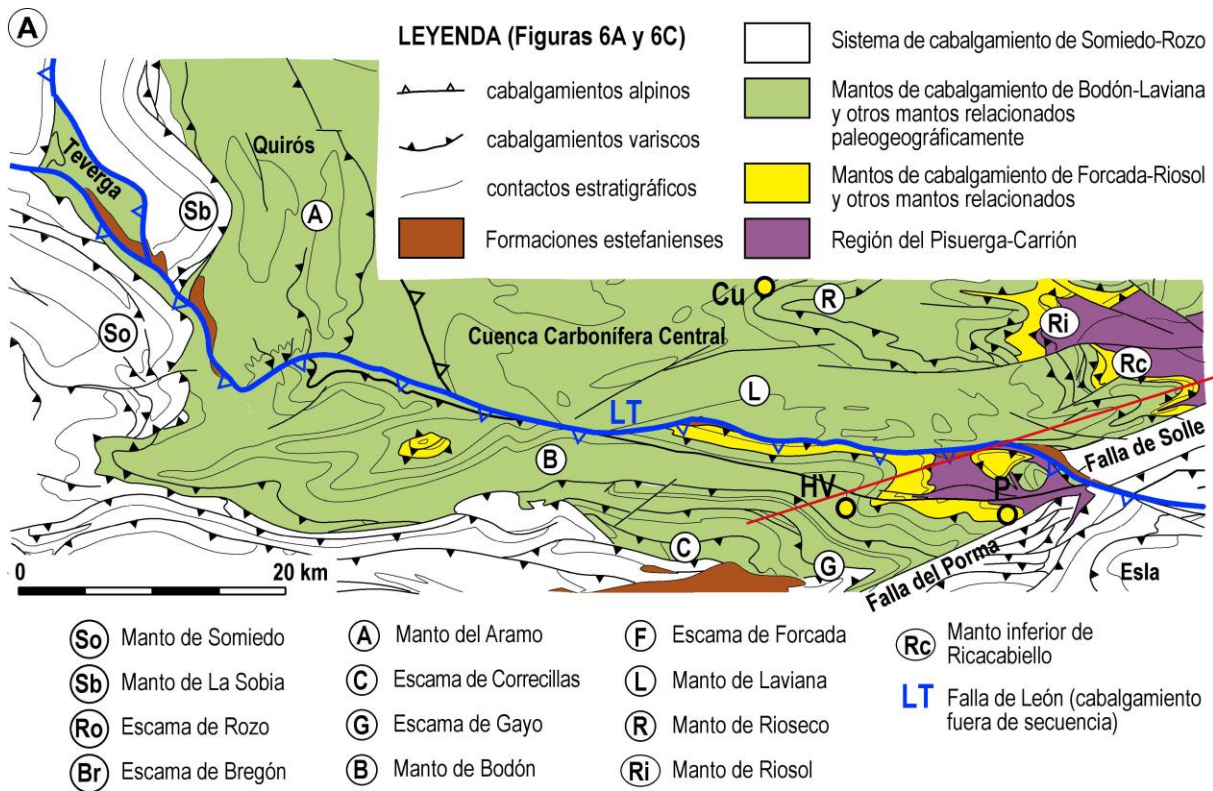 A
LEYENDA (Figuras 6A y 6C)
cabalgamientos alpinos
cabalgamientos variscos
contactos estratigráficos
Formaciones estefanienses
Sistema de cabalgamiento de Somiedo-Rozo
Mantos de cabalgamiento de Bodón-Laviana
y otros mantos relacionados
paleogeográficamente
Mantos de cabalgamiento de Forcada-Riosol
y otros mantos relacionados
Región del Pisuerga-Carrión
Teverga
Quirós
Sb
A
So
Cu
R
Ri
Cuenca Carbonífera Central
Rc
L
LT
Falla de Solle
B
HV
P
C
G
Falla del Porma
Esla
0
20 km
So Manto de Somiedo
Sb Manto de La Sobia
Ro Escama de Rozo
Br Escama de Bregón
A Manto del Aramo
C Escama de Correcillas
G Escama de Gayo
B Manto de Bodón
F Escama de Forcada
L Manto de Laviana
R Manto de Rioseco
Ri Manto de Riosol
Rc Manto inferior de
Ricacabiello
LT Falla de León (cabalgamiento
fuera de secuencia)